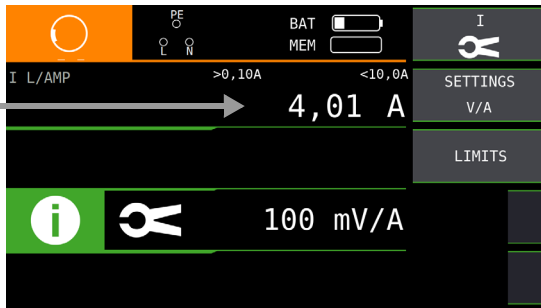 PE
L N
BAT
MEM
I
I L/AMP
>0,10A
<10,0A
4,01 A
SETTINGS
V/A
LIMITS
i
100 mV/A